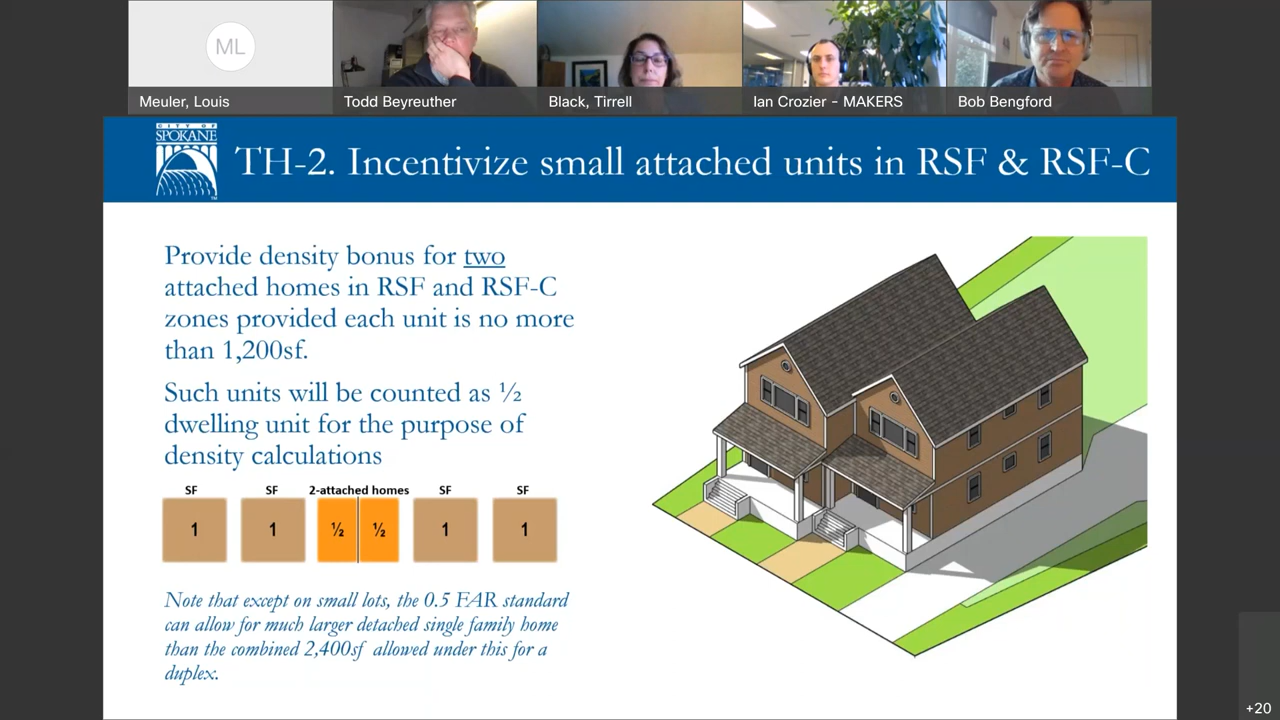 ML
Meuler, Louis
Todd Beyreuther
Black, Tirrell
Ian Crozier - MAKERS
Bob Bengford
CITY OF
SPOKANE
TH-2. Incentivize small attached units in RSF & RSF-C
Provide density bonus for two
attached homes in RSF and RSF-C
zones provided each unit is no more
than 1,200sf.
Such units will be counted as ½
dwelling unit for the purpose of
density calculations
SF SF 2-attached homes SF SF
1 1 ½ ½ 1 1
Note that except on small lots, the 0.5 FAR standard
can allow for much larger detached single family home
than the combined 2,400sf allowed under this for a
duplex.
+20